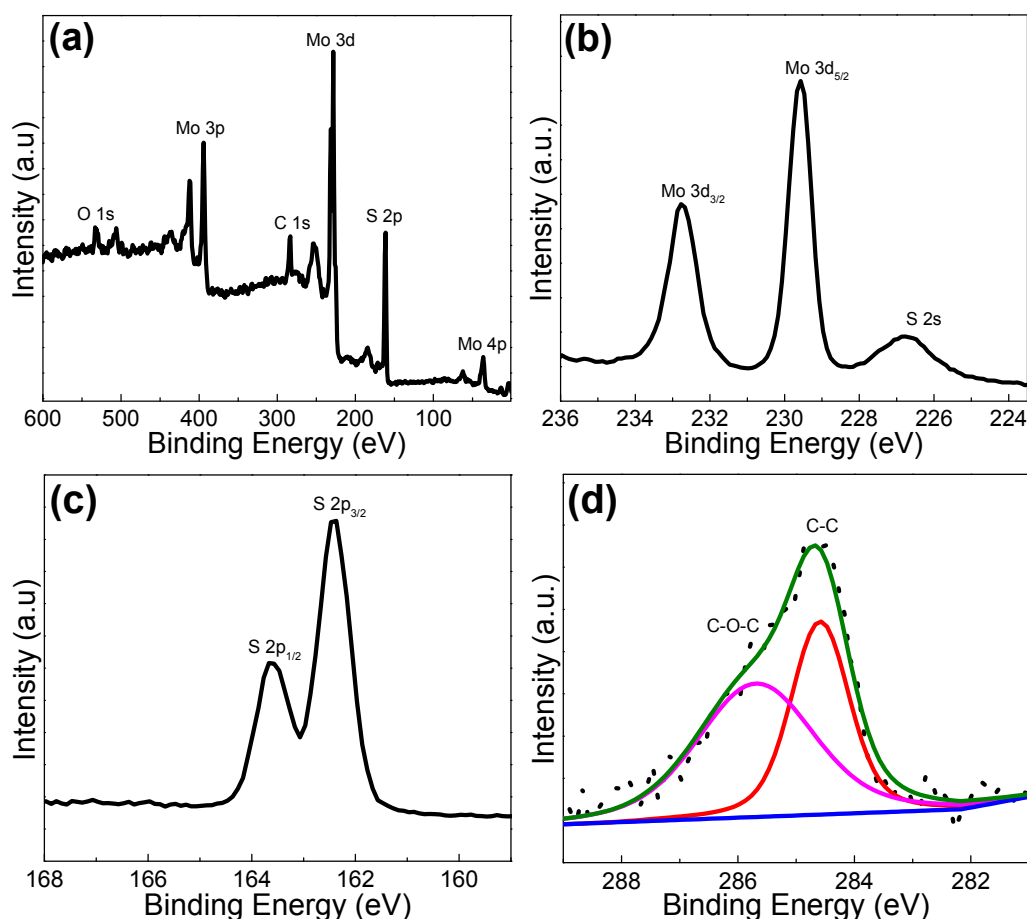 (a)
Mo 3d
Mo 3p
O 1s
C 1s
S 2p
Mo 4p
Intensity (a.u)
600 500 400 300 200 100
Binding Energy (eV)
(b)
Mo 3d5/2
Mo 3d3/2
S 2s
Intensity (a.u)
236 234 232 230 228 226 224
Binding Energy (eV)
(c)
S 2p3/2
S 2p1/2
Intensity (a.u)
168 166 164 162 160
Binding Energy (eV)
(d)
C-C
C-O-C
Intensity (a.u.)
288 286 284 282
Binding Energy (eV)